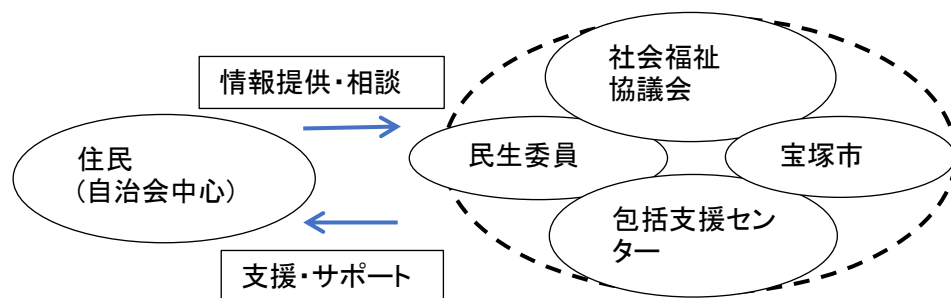 社会福祉
協議会
情報提供・相談
民生委員
宝塚市
住民
(自治会中心)
包括支援セン
ター
支援・サポート